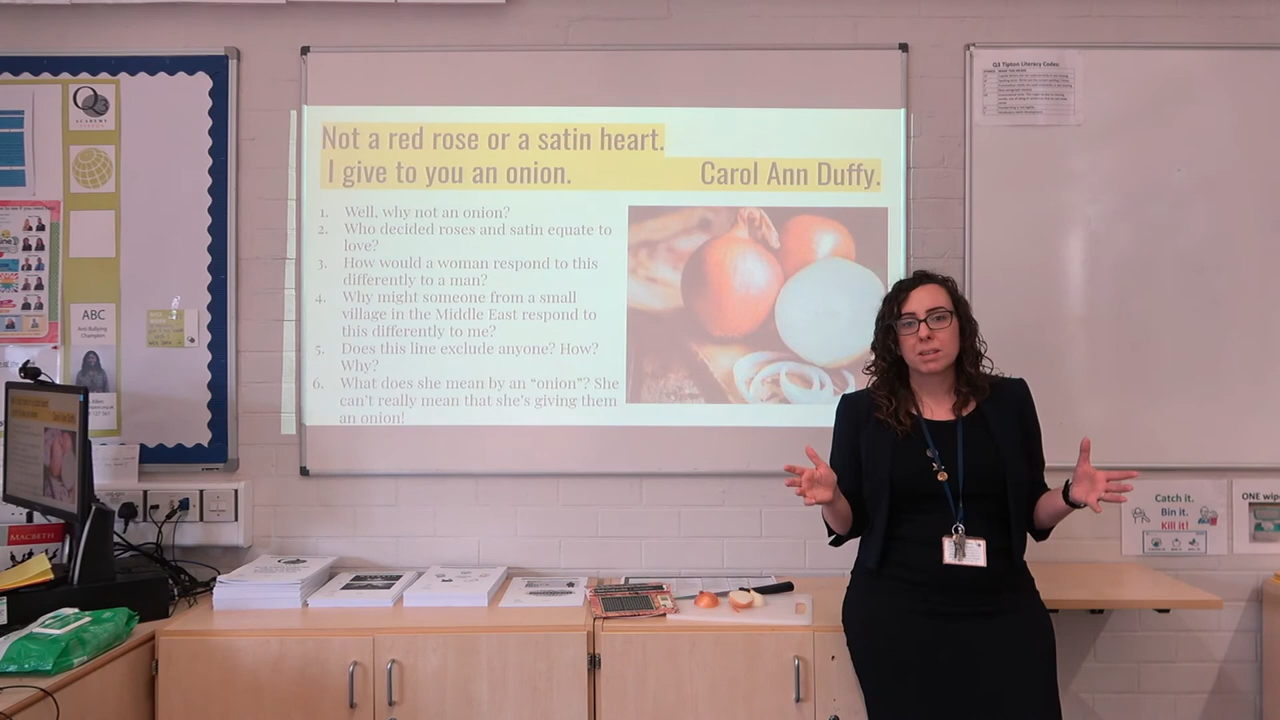 Not a red rose or a satin heart.
I give to you an onion.
Carol Ann Duffy.
1. Well, why not an onion?
2. Who decided roses and satin equate to
love?
3. How would a woman respond to this
differently to a man?
4. Why might someone from a small
village in the Middle East respond to
this differently to me?
5. Does this line exclude anyone? How?
Why?
6. What does she mean by an “onion”? She
can't really mean that she's giving them
an onion!
Q3
ACADEMY
ABC
Anti Bullying
Champion
MACBETH
Q3 Tipton Literacy Codes
Catch it.
Bin it.
Kill it!
ONE